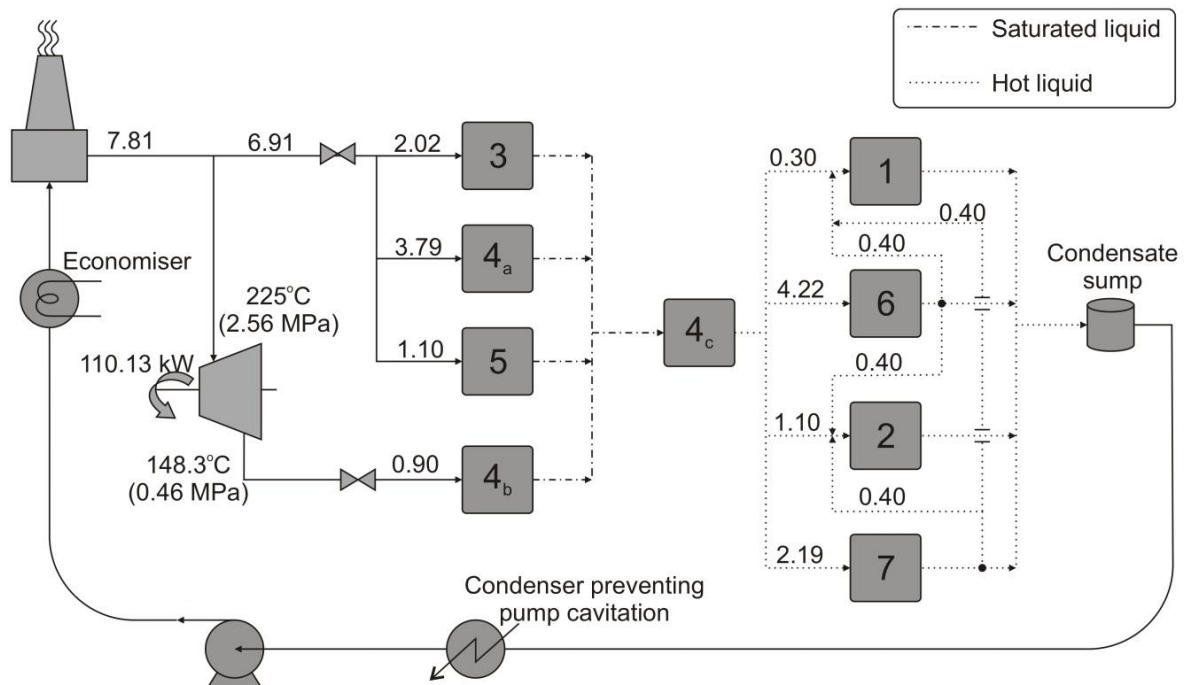 Saturated liquid
Hot liquid
7.81
6.91
2.02
3
0.30
1
0.40
0.40
3.79
4a
Economiser
Condensate
sump
4.22
6
225°C
(2.56 MPa)
4c
1.10
5
110.13 kW
0.40
1.10
2
148.3°C
(0.46 MPa)
0.90
4b
0.40
2.19
7
Condenser preventing
pump cavitation